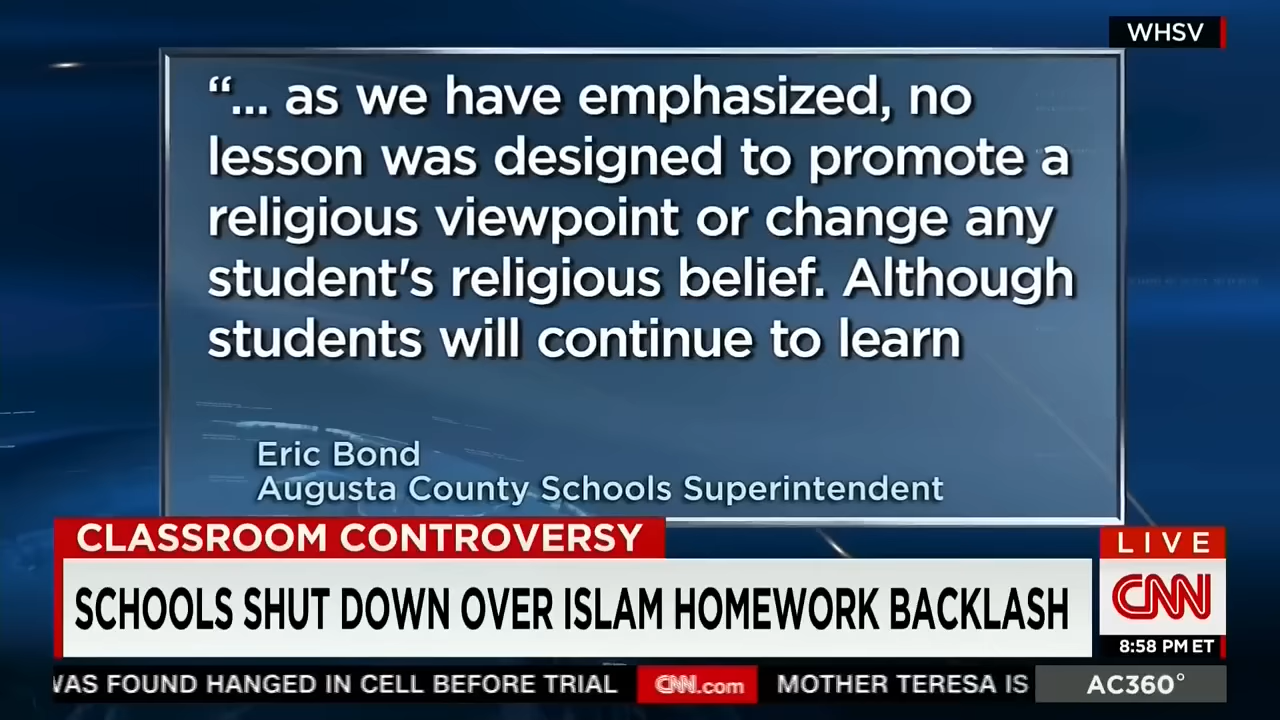 WHSV
“... as we have emphasized, no
lesson was designed to promote a
religious viewpoint or change any
student's religious belief. Although
students will continue to learn
Eric Bond
Augusta County Schools Superintendent
CLASSROOM CONTROVERSY
SCHOOLS SHUT DOWN OVER ISLAM HOMEWORK BACKLASH
LIVE
CNN
8:58 PM ET
WAS FOUND HANGED IN CELL BEFORE TRIAL CNN.com MOTHER TERESA IS AC360°